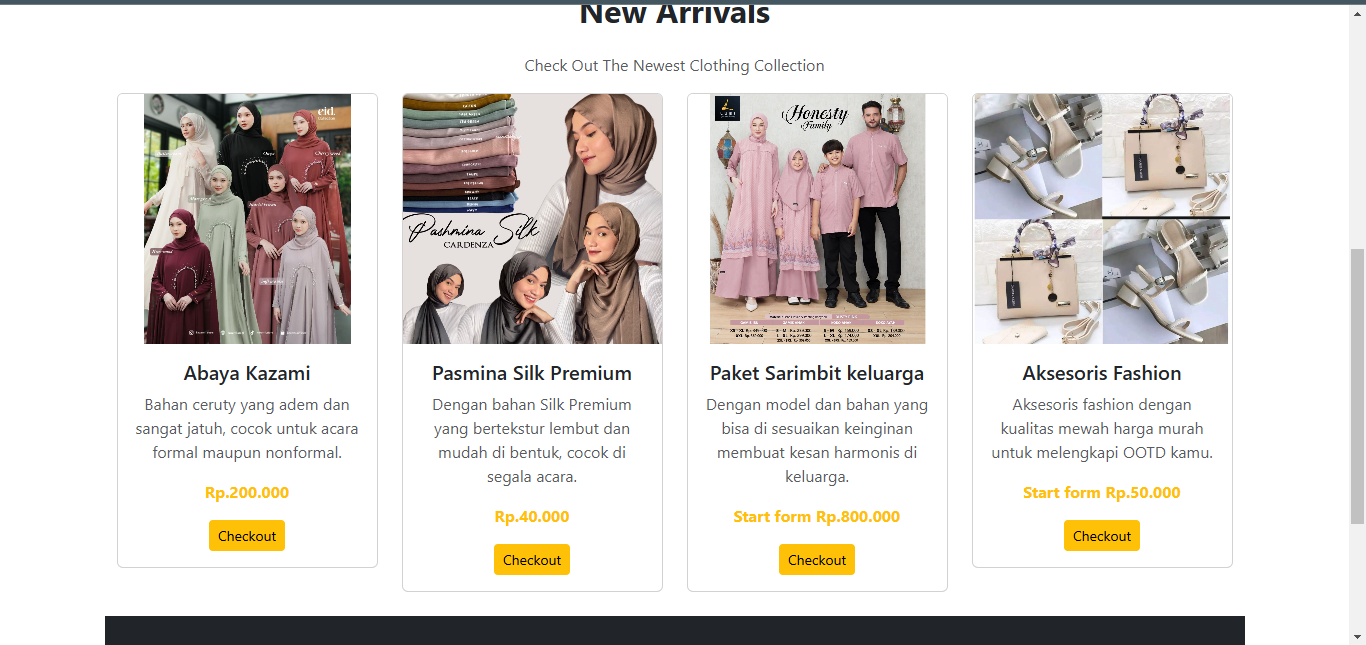 New Arrivals
Check Out The Newest Clothing Collection
eid.
Pashmina Silk
CARDENZA
LABI
Honesty
Family
Abaya Kazami
Bahan ceruty yang adem dan
sangat jatuh, cocok untuk acara
formal maupun nonformal.
Rp.200.000
Checkout
Pasmina Silk Premium
Dengan bahan Silk Premium
yang bertekstur lembut dan
mudah di bentuk, cocok di
segala acara.
Rp.40.000
Checkout
Paket Sarimbit keluarga
Dengan model dan bahan yang
bisa di sesuaikan keinginan
membuat kesan harmonis di
keluarga.
Start form Rp.800.000
Checkout
Aksesoris Fashion
Aksesoris fashion dengan
kualitas mewah harga murah
untuk melengkapi OOTD kamu.
Start form Rp.50.000
Checkout